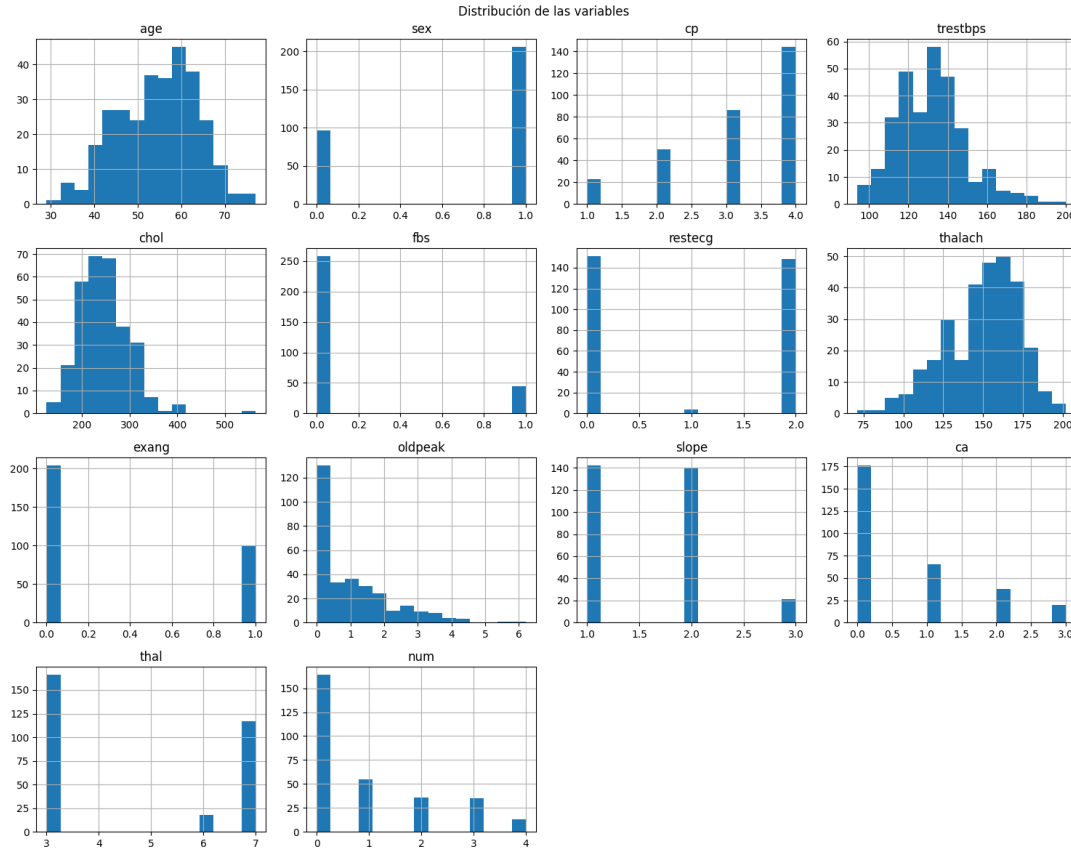 Distribución de las variables
age sex cp trestbps
40 30 20 10 0
30 40 50 60 70
200 150 100 50 0
0.0 0.2 0.4 0.6 0.8 1.0
140 120 100 80 60 40 20 0
1.0 1.5 2.0 2.5 3.0 3.5 4.0
60 50 40 30 20 10 0
100 120 140 160 180 200
chol fbs restecg thalach
70 60 50 40 30 20 10 0
200 300 400 500
250 200 150 100 50 0
0.0 0.2 0.4 0.6 0.8 1.0
140 120 100 80 60 40 20 0
0.0 0.5 1.0 1.5 2.0
50 40 30 20 10 0
75 100 125 150 175 200
exang oldpeak slope ca
200 150 100 50 0
0.0 0.2 0.4 0.6 0.8 1.0
120 100 80 60 40 20 0
0 1 2 3 4 5 6
140 120 100 80 60 40 20 0
1.0 1.5 2.0 2.5 3.0
175 150 125 100 75 50 25 0
0.0 0.5 1.0 1.5 2.0 2.5 3.0
thal num
150 125 100 75 50 25 0
3 4 5 6 7
150 125 100 75 50 25 0
0 1 2 3 4